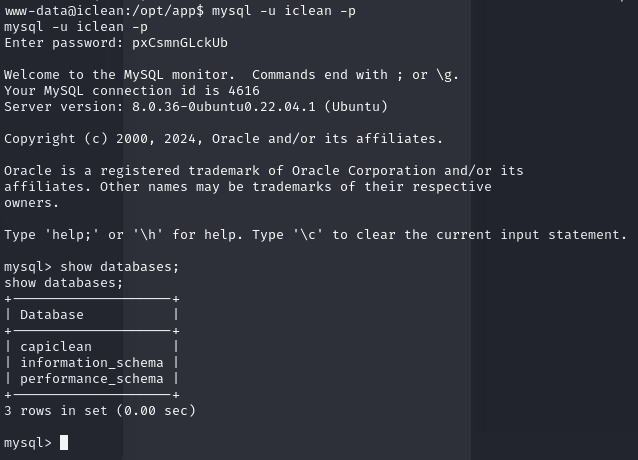 www-data@iclean:/opt/app$ mysql -u iclean -p
mysql -u iclean -p
Enter password: pxCsmnGLckUb
Welcome to the MySQL monitor.  Commands end with ; or \g.
Your MySQL connection id is 4616
Server version: 8.0.36-0ubuntu0.22.04.1 (Ubuntu)
Copyright (c) 2000, 2024, Oracle and/or its affiliates.
Oracle is a registered trademark of Oracle Corporation and/or its
affiliates. Other names may be trademarks of their respective
owners.
Type 'help;' or '\h' for help. Type '\c' to clear the current input statement.
mysql> show databases;
show databases;
+--------------------+
| Database           |
+--------------------+
| capiclean          |
| information_schema |
| performance_schema |
+--------------------+
3 rows in set (0.00 sec)
mysql>